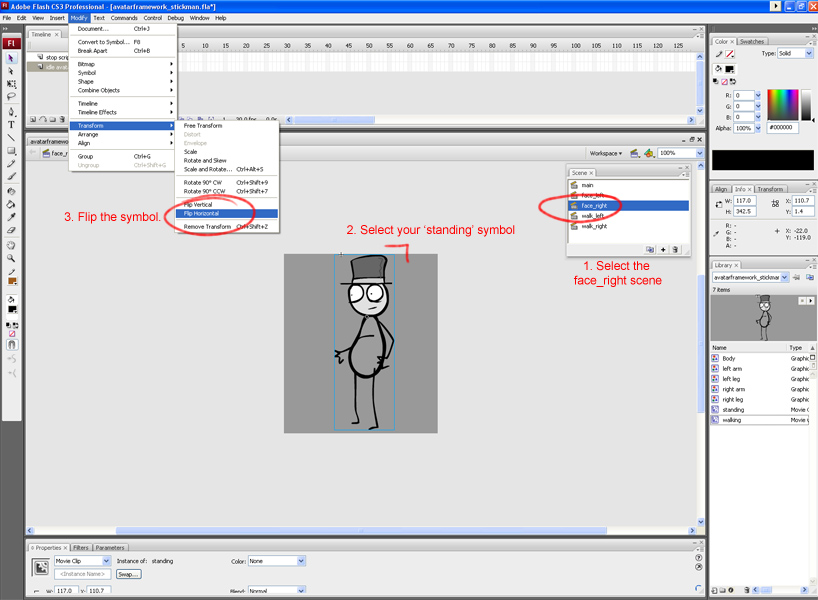 Adobe Flash CS3 Professional - [avatarframework_stickman.fla*]
File Edit View Insert Modify Text Commands Control Debug Window Help
Timeline ×
stop scrip
idle avata
5 10 15 20 25 30 35 40 45 50 55 60 65 70 75 80 85 90 95 100 105 110 115 120 125
Document... Ctrl+J
Convert to Symbol... F8
Break Apart Ctrl+B
Bitmap
Symbol
Shape
Combine Objects
Timeline
Timeline Effects
Transform
Arrange
Align
Group Ctrl+G
Ungroup Ctrl+Shift+G
Free Transform
Distort
Envelope
Scale
Rotate and Skew
Scale and Rotate... Ctrl+Alt+S
Rotate 90° CW Ctrl+Shift+9
Rotate 90° CCW Ctrl+Shift+7
Flip Vertical
Flip Horizontal
Remove Transform Ctrl+Shift+Z
avatarframew
face_r
Workspace
100%
3. Flip the symbol.
2. Select your ‘standing’ symbol
1. Select the
face_right scene
Scene ×
main
face_left
face_right
walk_left
walk_right
Color × Swatches
Type: Solid
R: 0
G: 0
B: 0
Alpha: 100% #000000
Align Info × Transform
W: 117.0 X: 110.7
H: 342.5 Y: 1.4
R: -
G: -
B: -
A: -
X: -22.0
Y: -119.0
Library ×
avatarframework_stickman
7 items
Name Type
Body Graphic
left arm Graphic
left leg Graphic
right arm Graphic
right leg Graphic
standing Movie C
walking Movie C
Properties × Filters Parameters
Movie Clip Instance of: standing Color: None
<Instance Name> Swap...
W: 117.0 X: 110.7 Blend: Normal